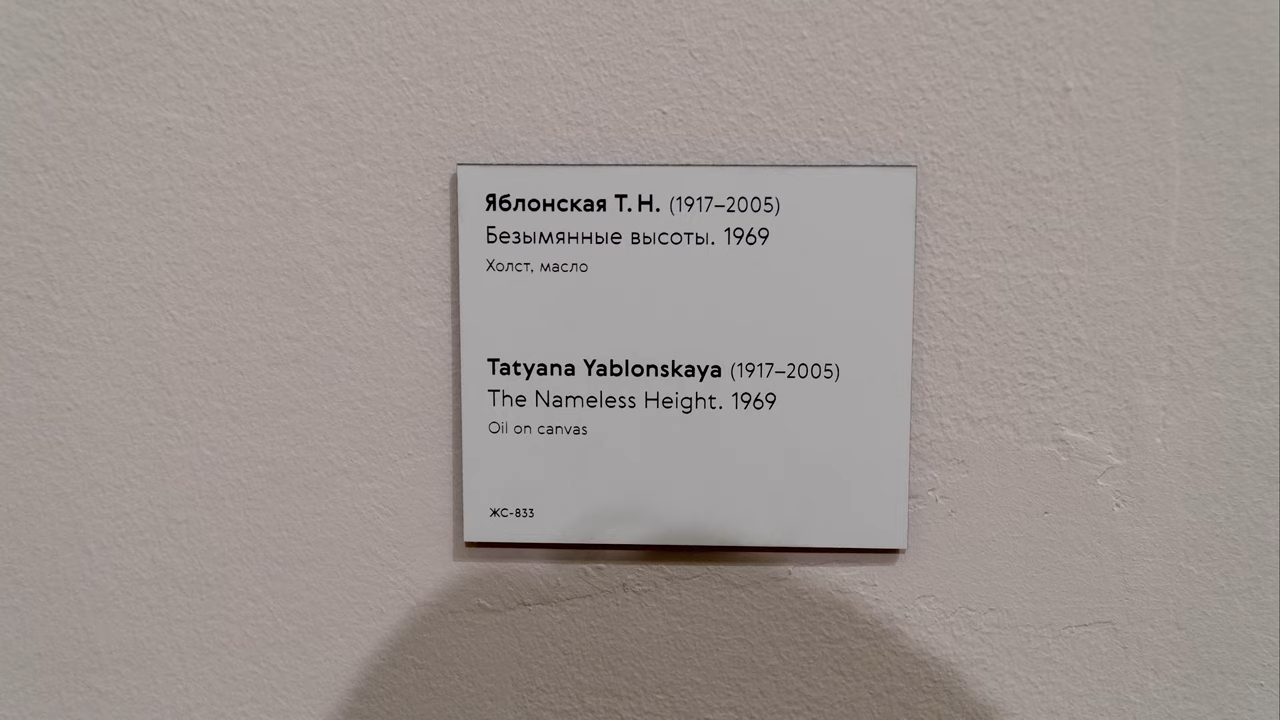 Яблонская Т. Н. (1917–2005)
Безымянные высоты. 1969
Холст, масло
Tatyana Yablonskaya (1917–2005)
The Nameless Height. 1969
Oil on canvas
ЖС-833